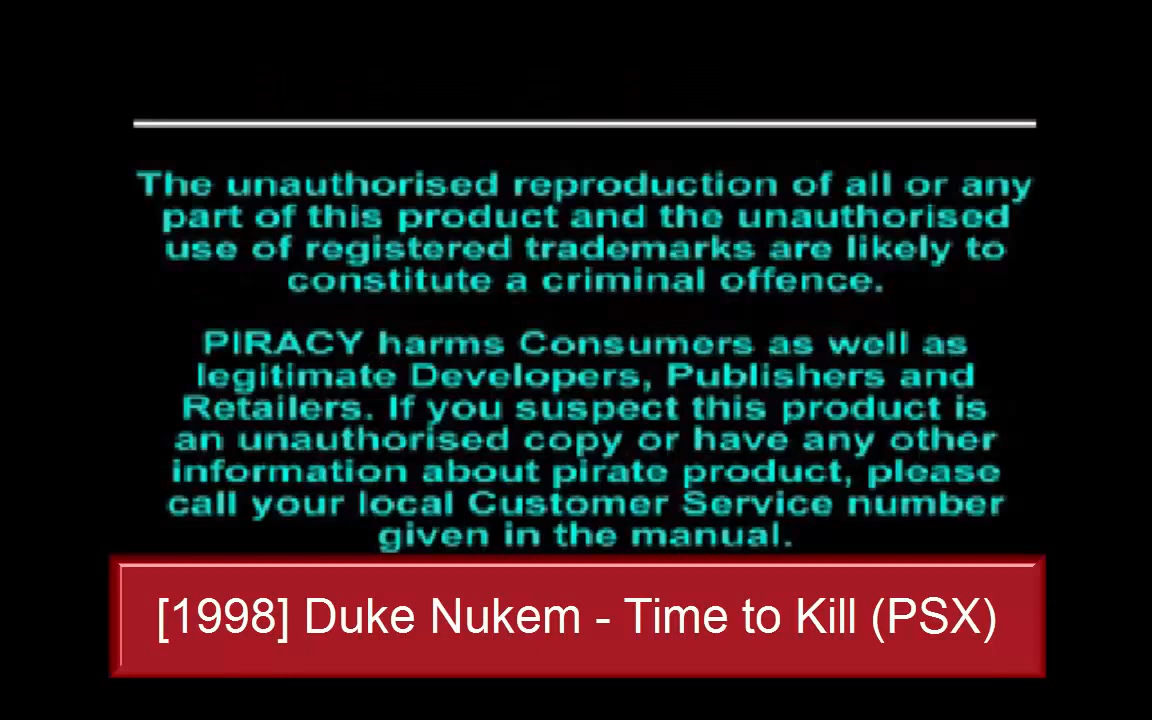 The unauthorised reproduction of all or any
part of this product and the unauthorised
use of registered trademarks are likely to
constitute a criminal offence.
PIRACY harms Consumers as well as
legitimate Developers, Publishers and
Retailers. If you suspect this product is
an unauthorised copy or have any other
information about pirate product, please
call your local Customer Service number
given in the manual.
[1998] Duke Nukem - Time to Kill (PSX)